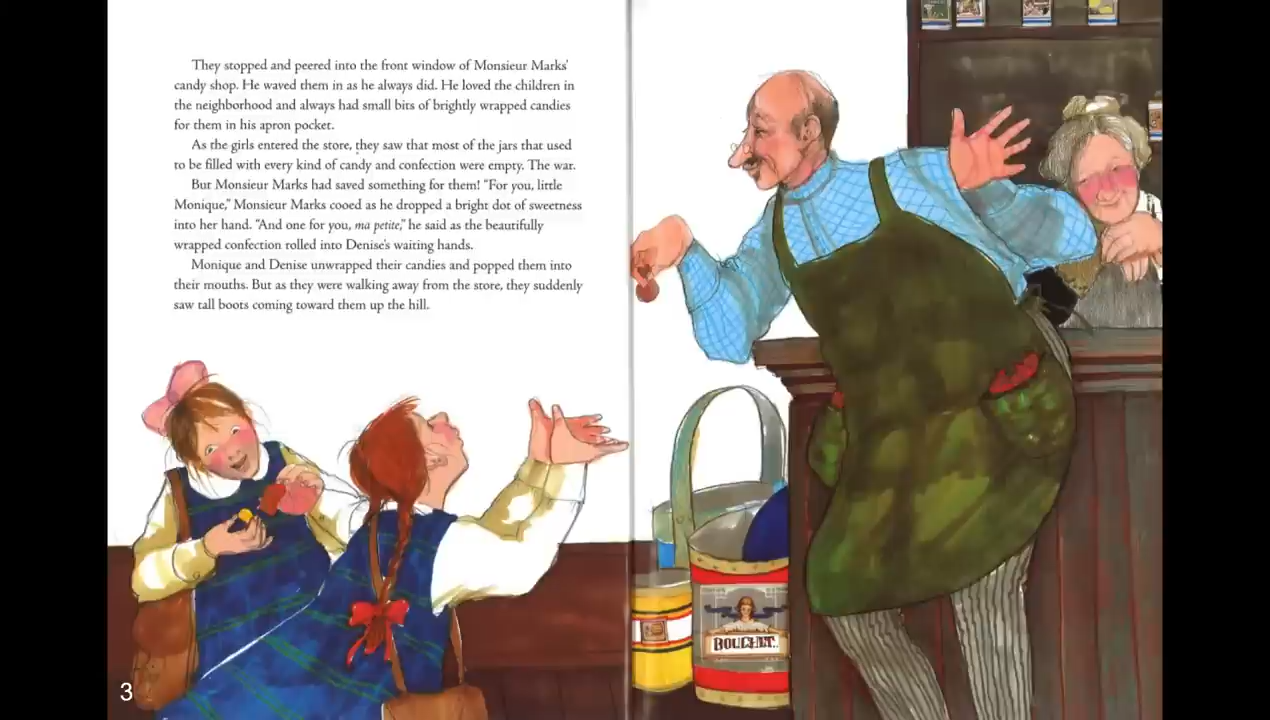 They stopped and peered into the front window of Monsieur Marks'
candy shop. He waved them in as he always did. He loved the children in
the neighborhood and always had small bits of brightly wrapped candies
for them in his apron pocket.
As the girls entered the store, they saw that most of the jars that used
to be filled with every kind of candy and confection were empty. The war.
But Monsieur Marks had saved something for them! “For you, little
Monique,” Monsieur Marks cooed as he dropped a bright dot of sweetness
into her hand. “And one for you, ma petite,” he said as the beautifully
wrapped confection rolled into Denise's waiting hands.
Monique and Denise unwrapped their candies and popped them into
their mouths. But as they were walking away from the store, they suddenly
saw tall boots coming toward them up the hill.
3